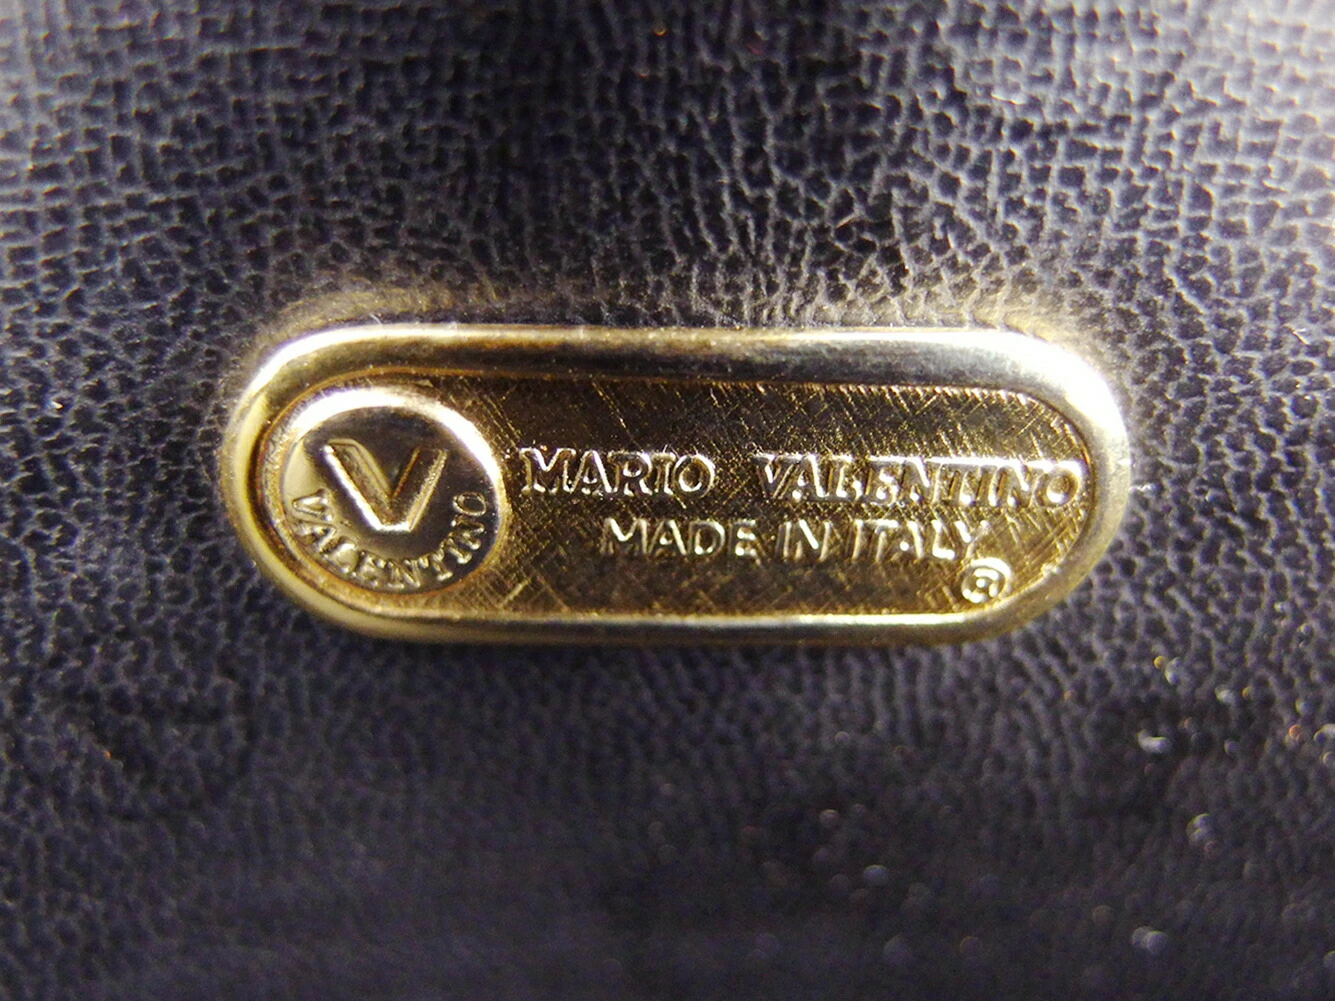 V
VALENTINO
MARIO VALENTINO
MADE IN ITALY
®